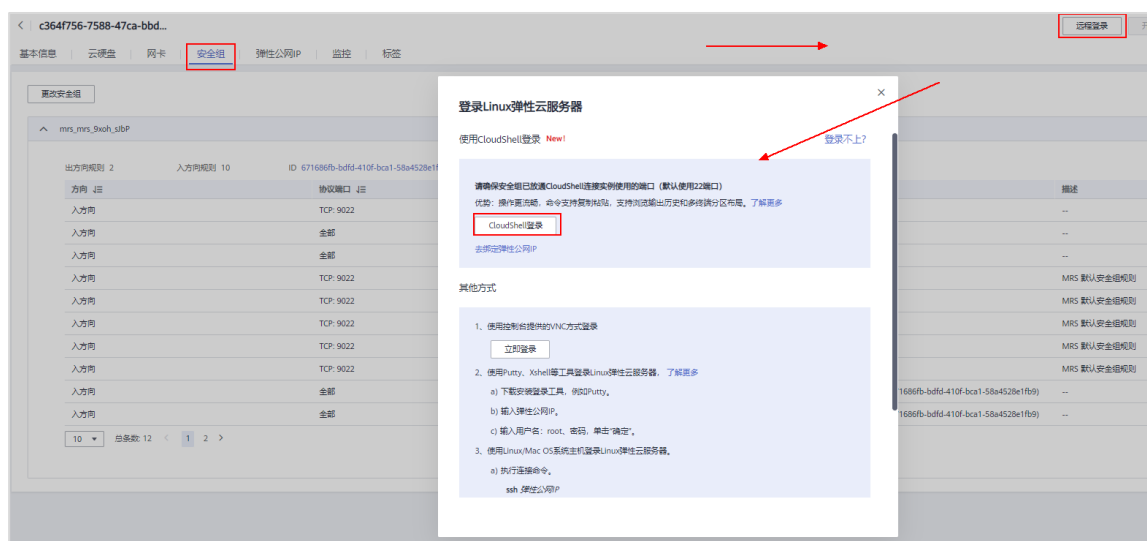 c364f756-7588-47ca-bbd...
远程登录
基本信息 云硬盘 网卡 安全组 弹性公网IP 监控 标签
更改安全组
mrs_mrs_9xoh_sJbP
出方向规则 2 入方向规则 10 ID 671686fb-bdfd-410f-bca1-58a4528e1f
方向 协议端口 描述
入方向 TCP: 9022 --
入方向 全部 --
入方向 全部 --
入方向 TCP: 9022 MRS 默认安全组规则
入方向 TCP: 9022 MRS 默认安全组规则
入方向 TCP: 9022 MRS 默认安全组规则
入方向 TCP: 9022 MRS 默认安全组规则
入方向 TCP: 9022 MRS 默认安全组规则
入方向 全部 1686fb-bdfd-410f-bca1-58a4528e1fb9) --
入方向 全部 1686fb-bdfd-410f-bca1-58a4528e1fb9) --
10 总条数: 12 < 1 2 >
登录Linux弹性云服务器
使用CloudShell登录 New! 登录不上?
请确保安全组已放通CloudShell连接实例使用的端口（默认使用22端口）
优势：操作更流畅，命令支持复制粘贴，支持浏览输出历史和多终端分区布局。了解更多
CloudShell登录
去绑定弹性公网IP
其他方式
1、使用控制台提供的VNC方式登录
立即登录
2、使用Putty、Xshell等工具登录Linux弹性云服务器， 了解更多
a) 下载安装登录工具，例如Putty。
b) 输入弹性公网IP。
c) 输入用户名：root、密码，单击“确定”。
3、使用Linux/Mac OS系统主机登录Linux弹性云服务器。
a) 执行连接命令。
ssh 弹性公网IP